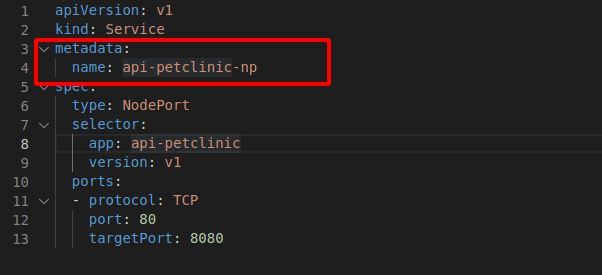 1 apiVersion: v1
2 kind: Service
3 metadata:
4 name: api-petclinic-np
5 spec:
6 type: NodePort
7 selector:
8 app: api-petclinic
9 version: v1
10 ports:
11 - protocol: TCP
12 port: 80
13 targetPort: 8080